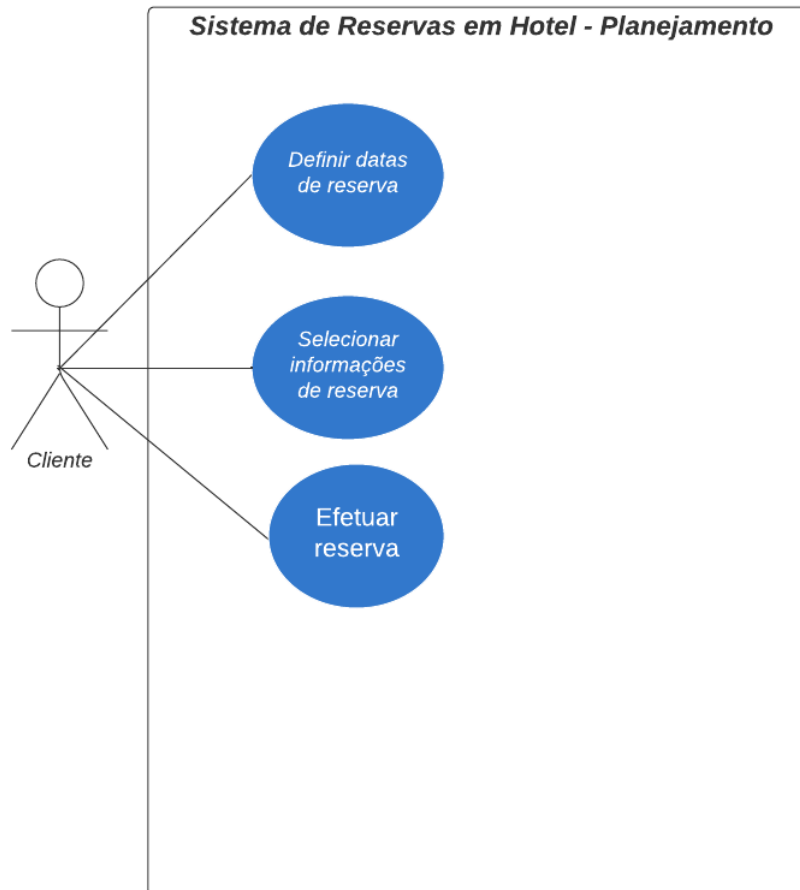 Sistema de Reservas em Hotel - Planejamento
Definir datas
de reserva
Selecionar
informações
de reserva
Cliente
Efetuar
reserva